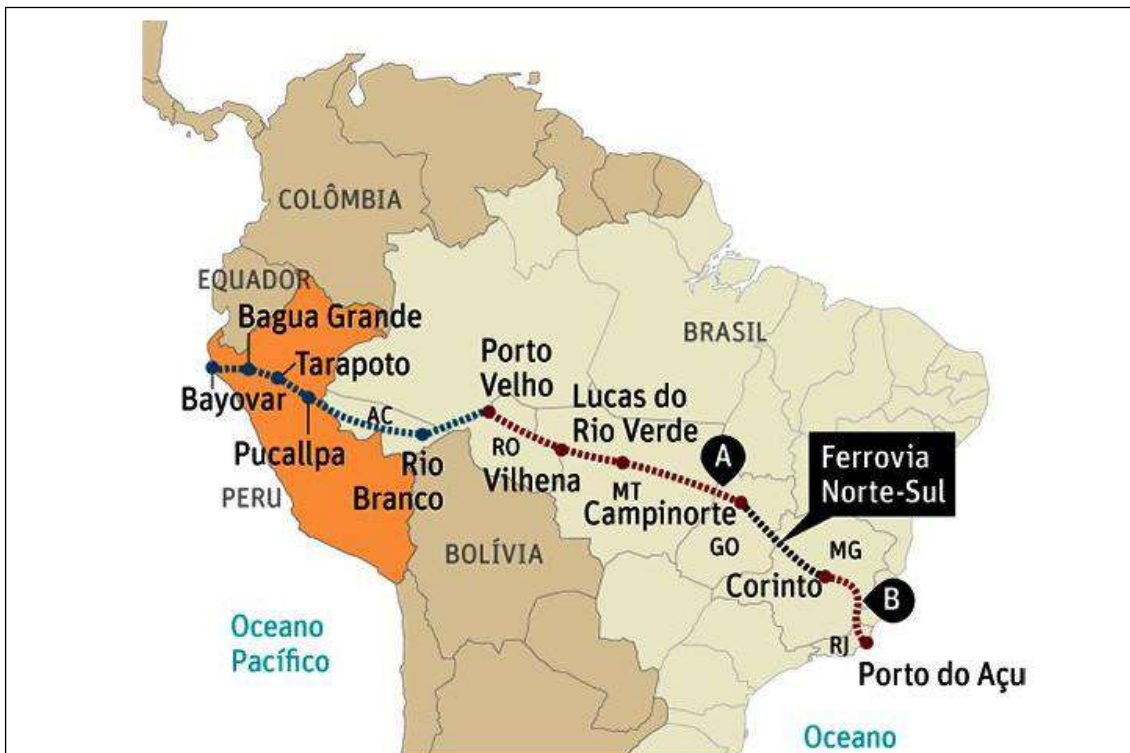 COLÔMBIA
EQUADOR
Bagua Grande
Tarapoto
Bayovar
Pucallpa
PERU
AC
Rio
Branco
BOLÍVIA
BRASIL
Porto
Velho
RO
Vilhena
Lucas do
Rio Verde
MT
Campinorte
A
GO
Ferrovia
Norte-Sul
MG
Corinto
B
RJ
Porto do Açu
Oceano
Pacífico
Oceano